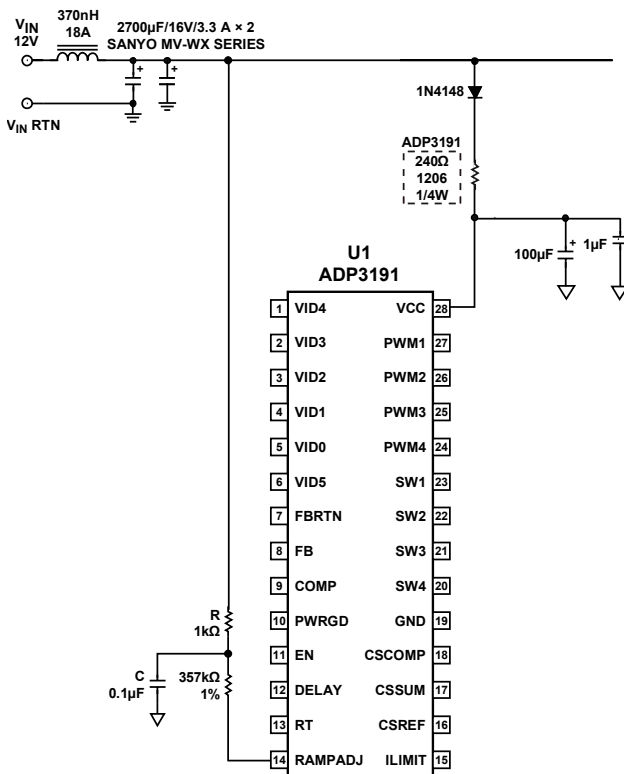 VIN
12V
370nH
18A
2700µF/16V/3.3 A × 2
SANYO MV-WX SERIES
+
+
VIN RTN
1N4148
ADP3191
240Ω
1206
1/4W
+
100µF
1µF
U1
ADP3191
1 VID4 VCC 28
2 VID3 PWM1 27
3 VID2 PWM2 26
4 VID1 PWM3 25
5 VID0 PWM4 24
6 VID5 SW1 23
7 FBRTN SW2 22
8 FB SW3 21
9 COMP SW4 20
10 PWRGD GND 19
11 EN CSCOMP 18
12 DELAY CSSUM 17
13 RT CSREF 16
14 RAMPADJ ILIMIT 15
R
1kΩ
C
0.1µF
357kΩ
1%